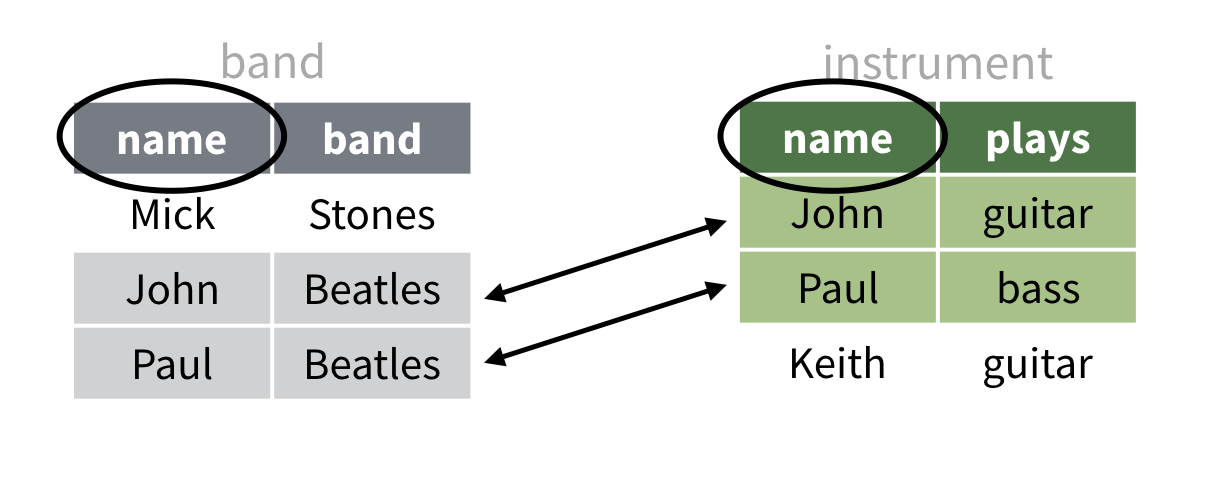 band
name band
Mick Stones
John Beatles
Paul Beatles
instrument
name plays
John guitar
Paul bass
Keith guitar